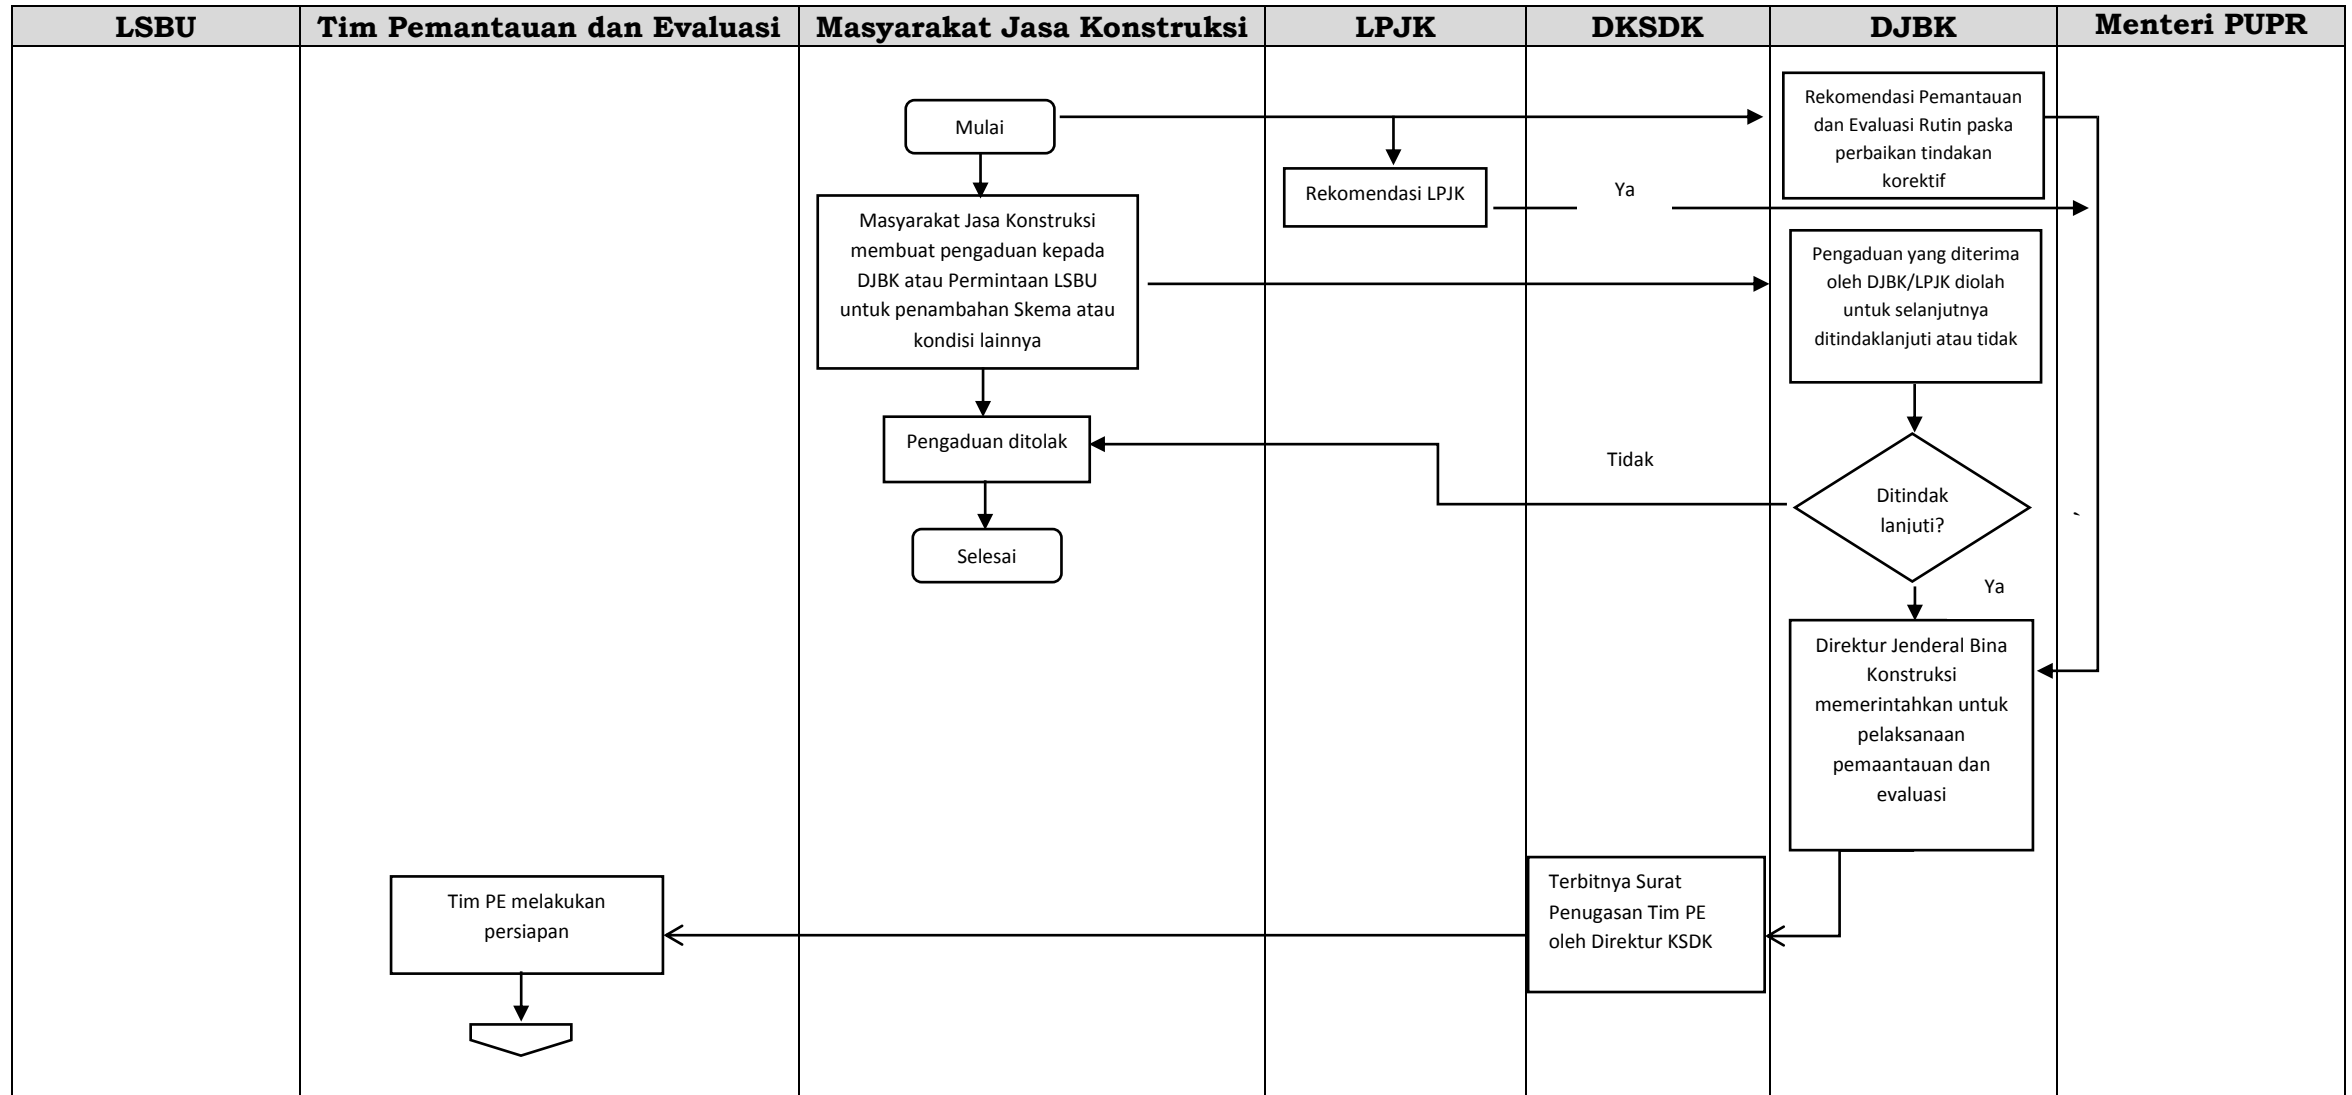 LSBU
Tim Pemantauan dan Evaluasi
Masyarakat Jasa Konstruksi
LPJK
DKSDK
DJBK
Menteri PUPR
Mulai
Rekomendasi Pemantauan
dan Evaluasi Rutin paska
perbaikan tindakan
korektif
Rekomendasi LPJK
Ya
Masyarakat Jasa Konstruksi
membuat pengaduan kepada
DJBK atau Permintaan LSBU
untuk penambahan Skema atau
kondisi lainnya
Pengaduan yang diterima
oleh DJBK/LPJK diolah
untuk selanjutnya
ditindaklanjuti atau tidak
Pengaduan ditolak
Tidak
Ditindak
lanjuti?
`
Selesai
Ya
Direktur Jenderal Bina
Konstruksi
memerintahkan untuk
pelaksanaan
pemaantauan dan
evaluasi
Terbitnya Surat
Penugasan Tim PE
oleh Direktur KSDK
Tim PE melakukan
persiapan